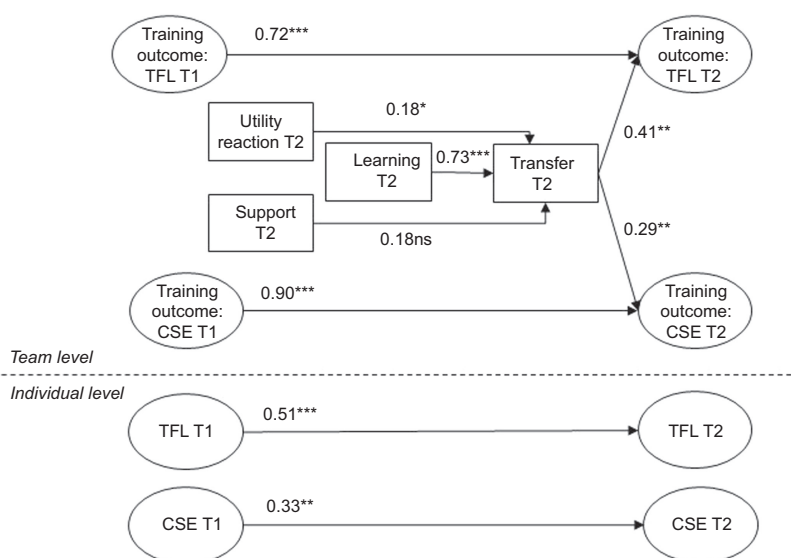 Training
outcome:
TFL T1
0.72***
Training
outcome:
TFL T2
Utility
reaction T2
0.18*
Learning
T2
0.73***
Transfer
T2
0.41**
Support
T2
0.18ns
0.29**
Training
outcome:
CSE T1
0.90***
Training
outcome:
CSE T2
Team level
Individual level
TFL T1
0.51***
TFL T2
CSE T1
0.33**
CSE T2